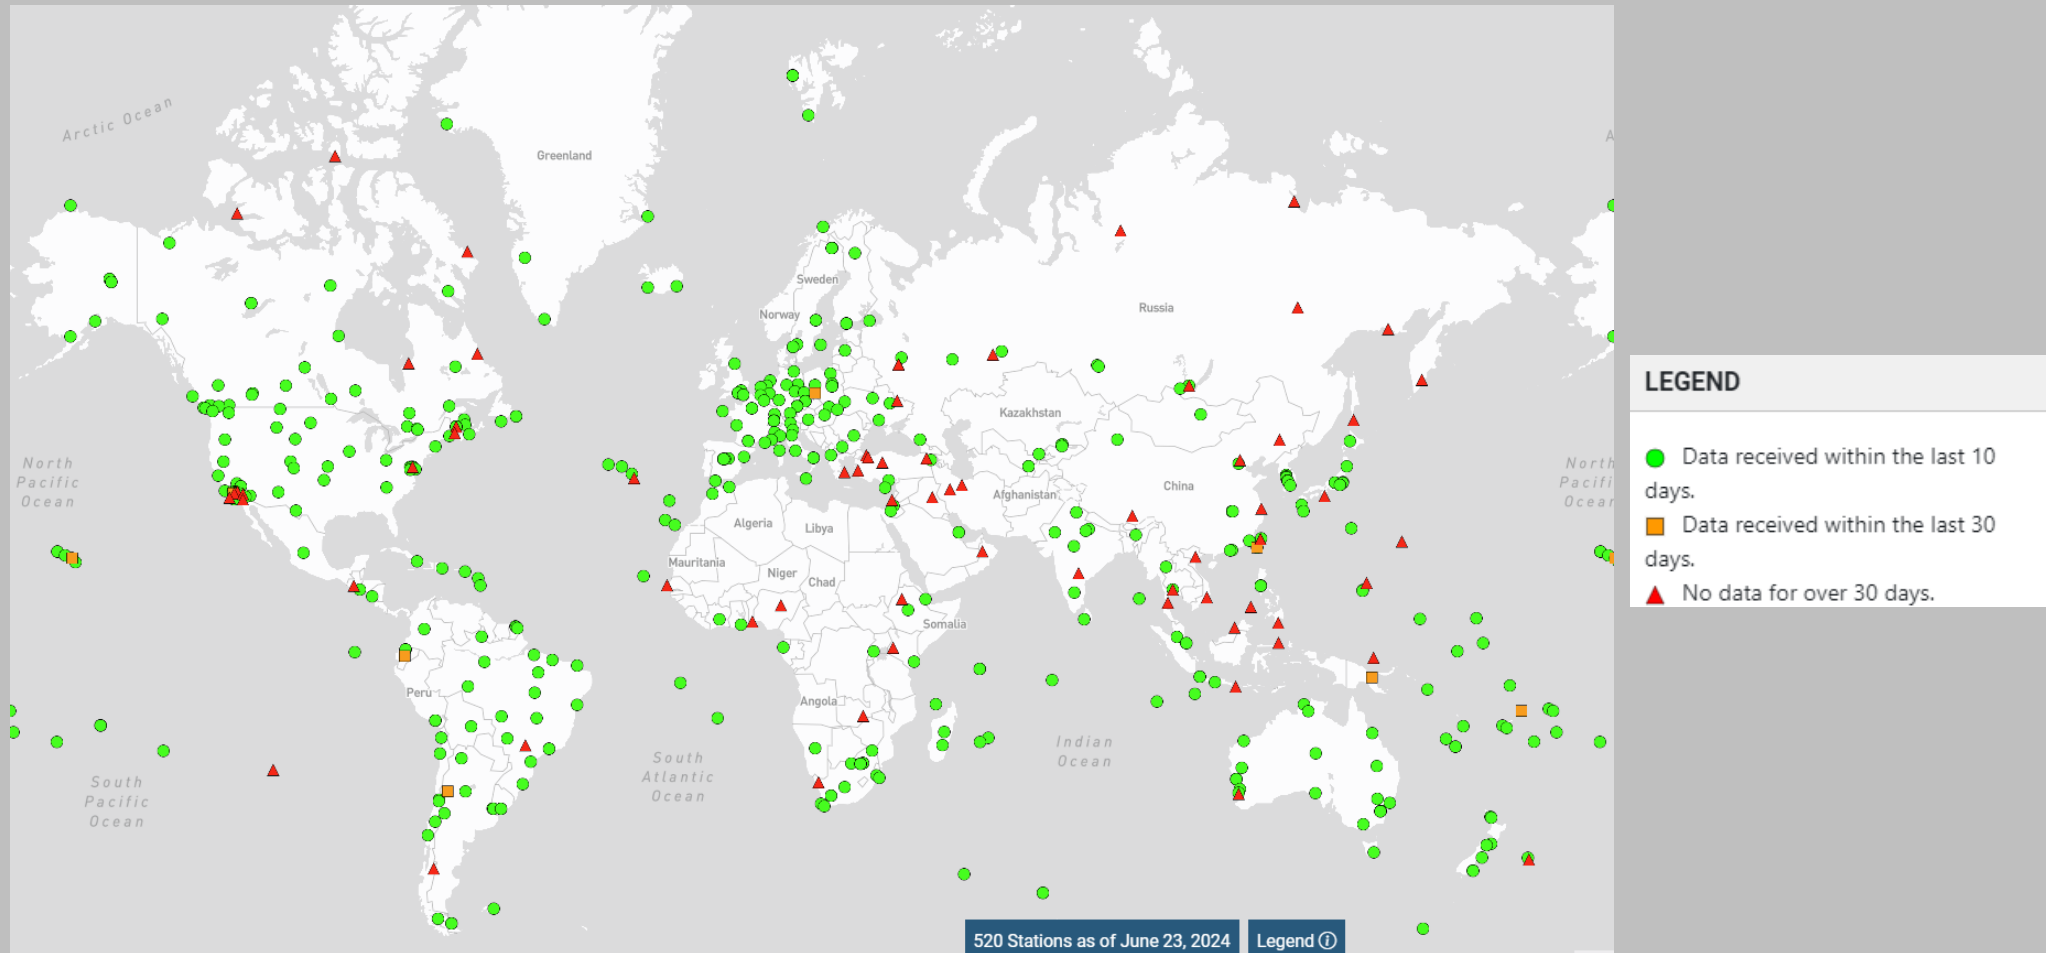 Arctic Ocean
A
Greenland
Sweden
Norway
Russia
North
Pacific
Ocean
Kazakhstan
Afghanistan
China
North
Pacifi
Ocear
Algeria
Libya
Mauritania
Niger
Chad
Somalia
Peru
Angola
South
Pacific
Ocean
South
Atlantic
Ocean
Indian
Ocean
520 Stations as of June 23, 2024
Legend i
LEGEND
Data received within the last 10
days.
Data received within the last 30
days.
No data for over 30 days.